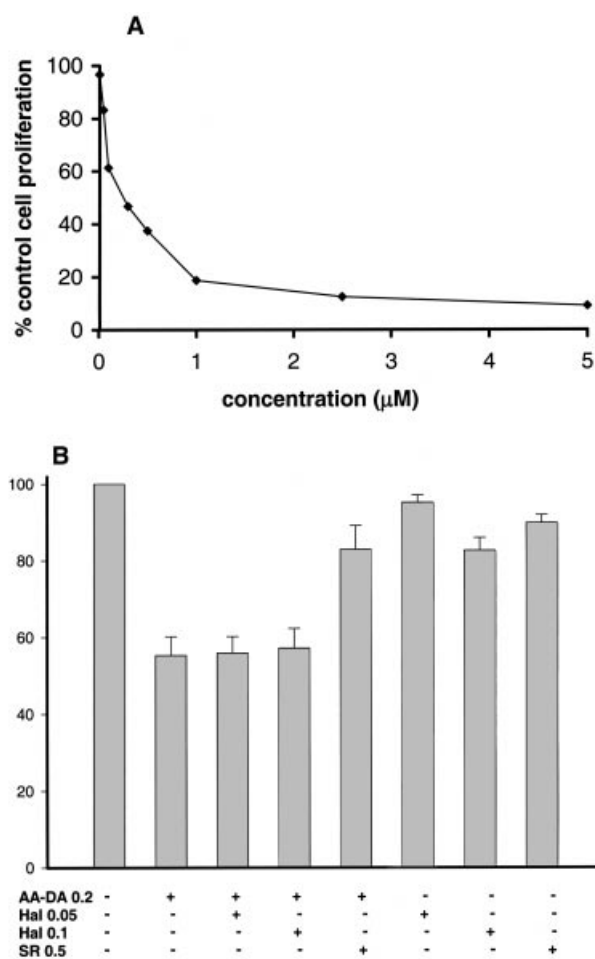 A
% control cell proliferation
100
80
60
40
20
0
0 1 2 3 4 5
concentration (µM)
B
100
80
60
40
20
0
AA-DA 0.2 - + + + + - - -
Hal 0.05 - - + - - + - -
Hal 0.1 - - - + - - + -
SR 0.5 - - - - + - - +